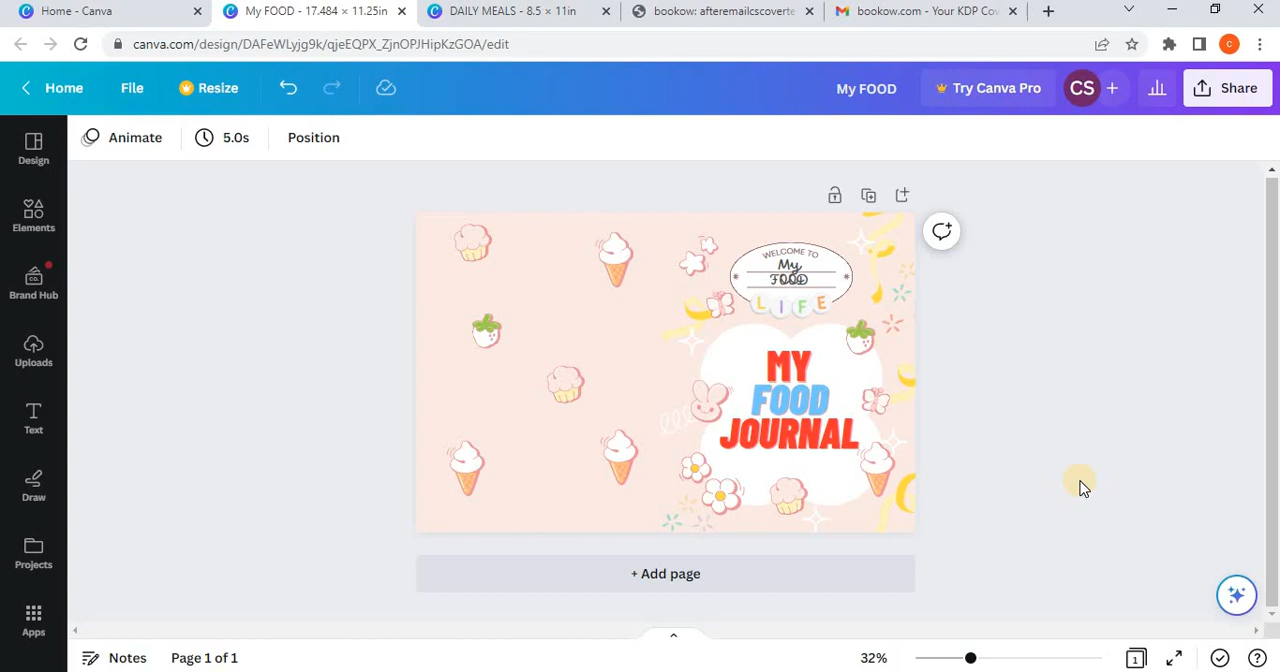 Home - Canva
My FOOD - 17.484 × 11.25in
DAILY MEALS - 8.5 × 11in
bookow: afteremailcscoverte
bookow.com - Your KDP Cov
canva.com/design/DAFeWLyjg9k/qjeEQPX_ZjnOPJHipKzGOA/edit
C
Home
File
Resize
My FOOD
Try Canva Pro
CS
Share
Animate
5.0s
Position
Design
Elements
CO.
Brand Hub
Uploads
Text
Draw
Projects
Apps
WELCOME TO
My
FOOD
LIFE
MY
FOOD
JOURNAL
+ Add page
Notes
Page 1 of 1
32%
1